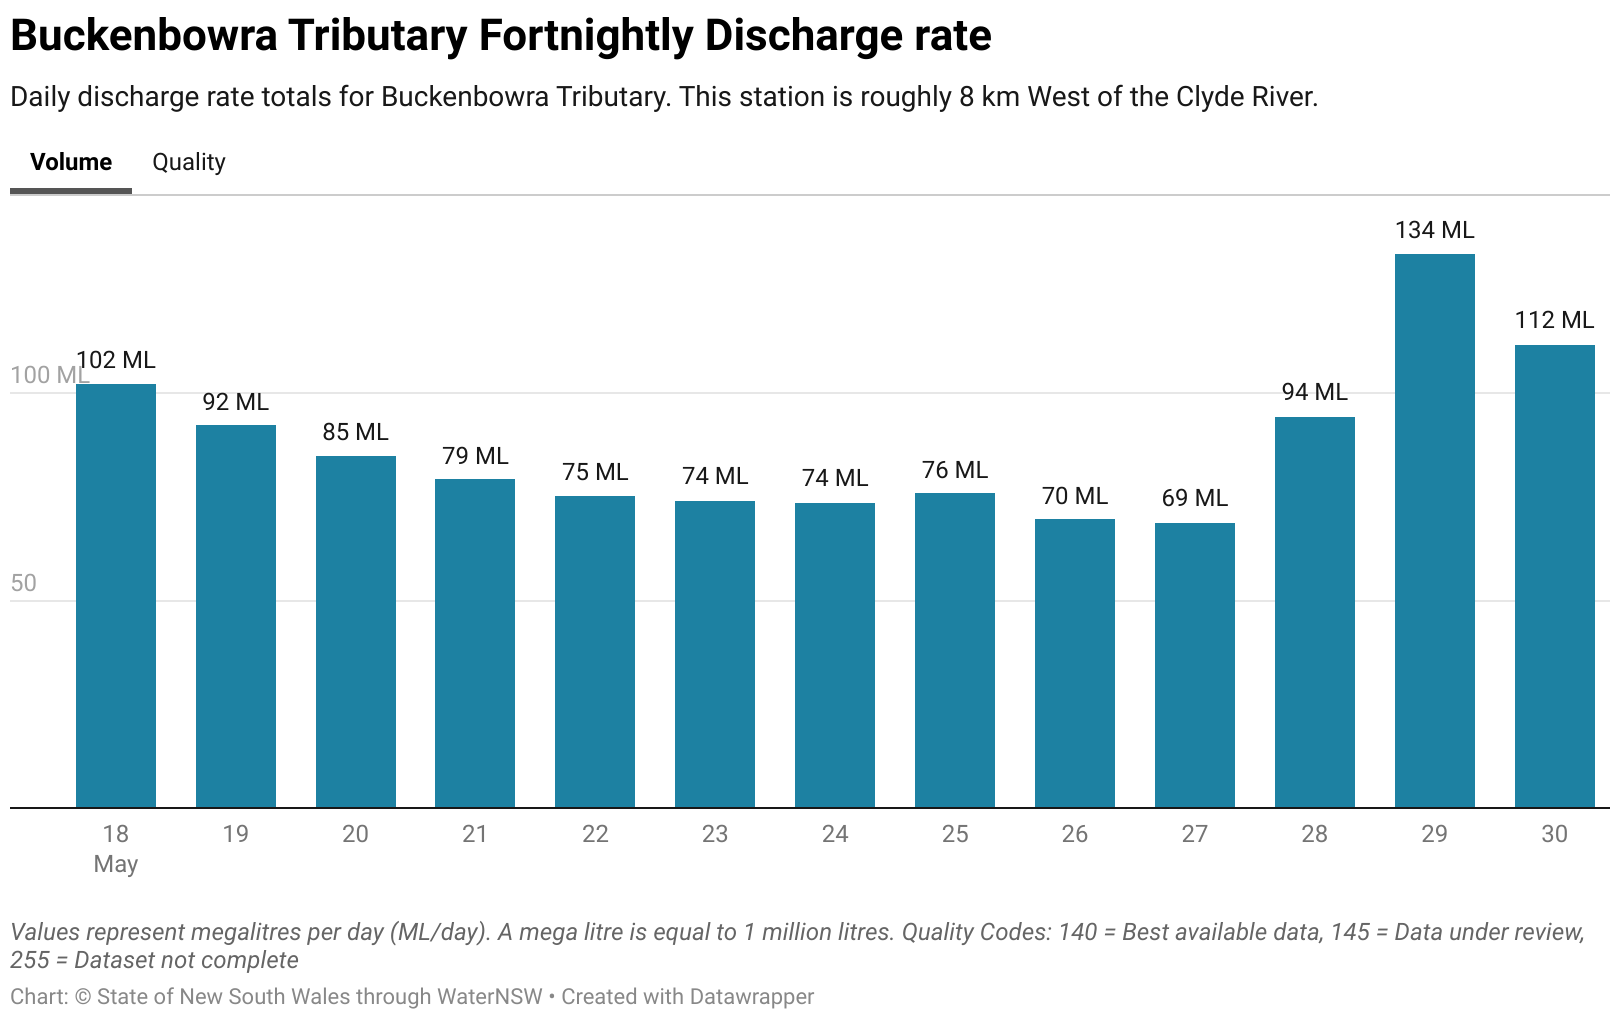 Buckenbowra Tributary Fortnightly Discharge rate
Daily discharge rate totals for Buckenbowra Tributary. This station is roughly 8 km West of the Clyde River.
Volume Quality
134 ML
112 ML
102 ML
100 ML
94 ML
92 ML
85 ML
79 ML
75 ML
74 ML
74 ML
76 ML
70 ML
69 ML
50
18 19 20 21 22 23 24 25 26 27 28 29 30
May
Values represent megalitres per day (ML/day). A mega litre is equal to 1 million litres. Quality Codes: 140 = Best available data, 145 = Data under review,
255 = Dataset not complete
Chart: © State of New South Wales through WaterNSW • Created with Datawrapper